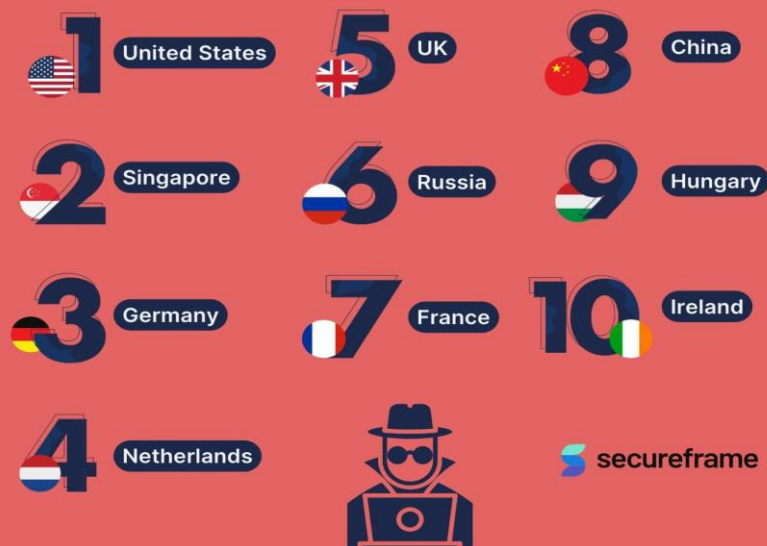 1
United States
2
Singapore
3
Germany
4
Netherlands
5
UK
6
Russia
7
France
8
China
9
Hungary
10
Ireland
secureframe